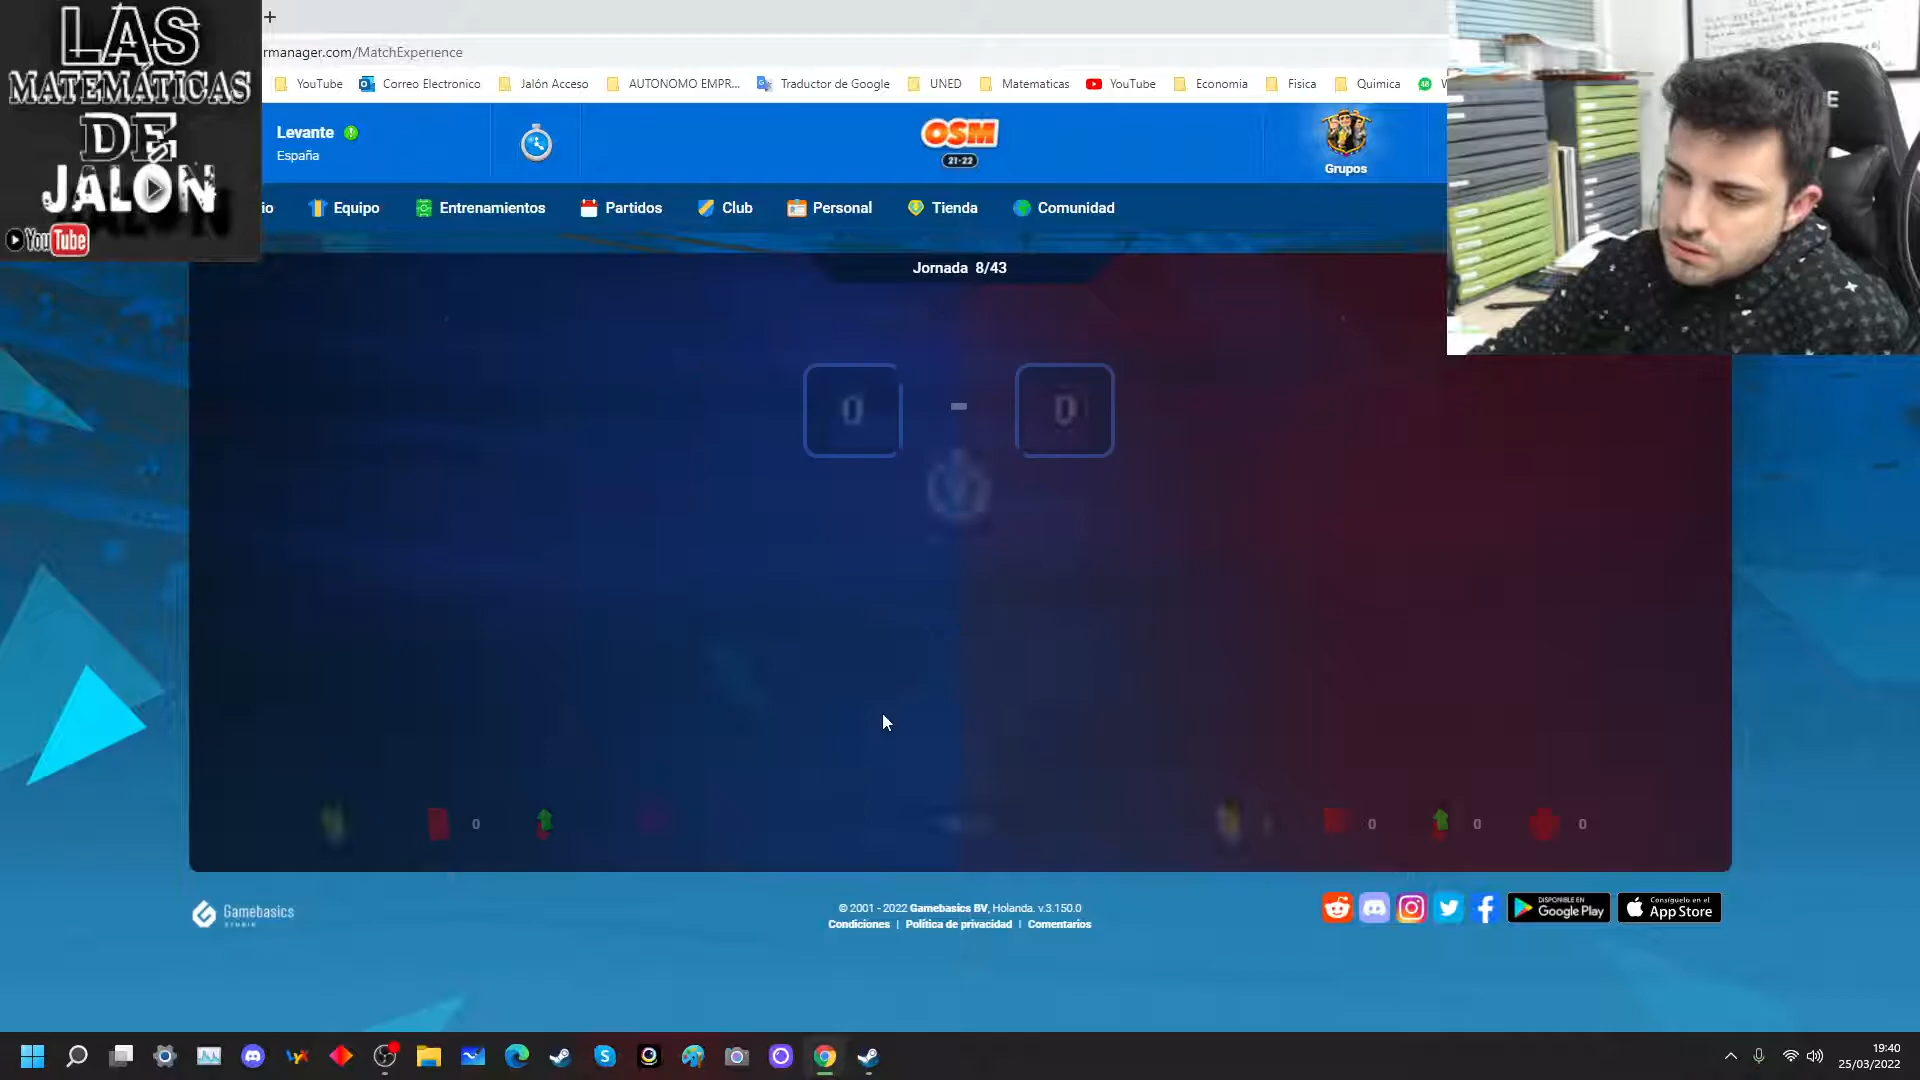 LAS
MATEMÁTICAS
DE
JALÓN
YouTube
rmanager.com/MatchExperience
YouTube
Correo Electronico
Jalón Acceso
AUTONOMO EMPR...
Traductor de Google
UNED
Matematicas
YouTube
Economia
Fisica
Quimica
Levante
España
OSM
21-22
Grupos
io
Equipo
Entrenamientos
Partidos
Club
Personal
Tienda
Comunidad
Jornada 8/43
0 - 0
0
0
0
0
Gamebasics
STUDIO
© 2001 - 2022 Gamebasics BV, Holanda. v.3.150.0
Condiciones | Política de privacidad | Comentarios
DISPONIBLE EN
Google Play
Consíguelo en el
App Store
19:40
25/03/2022